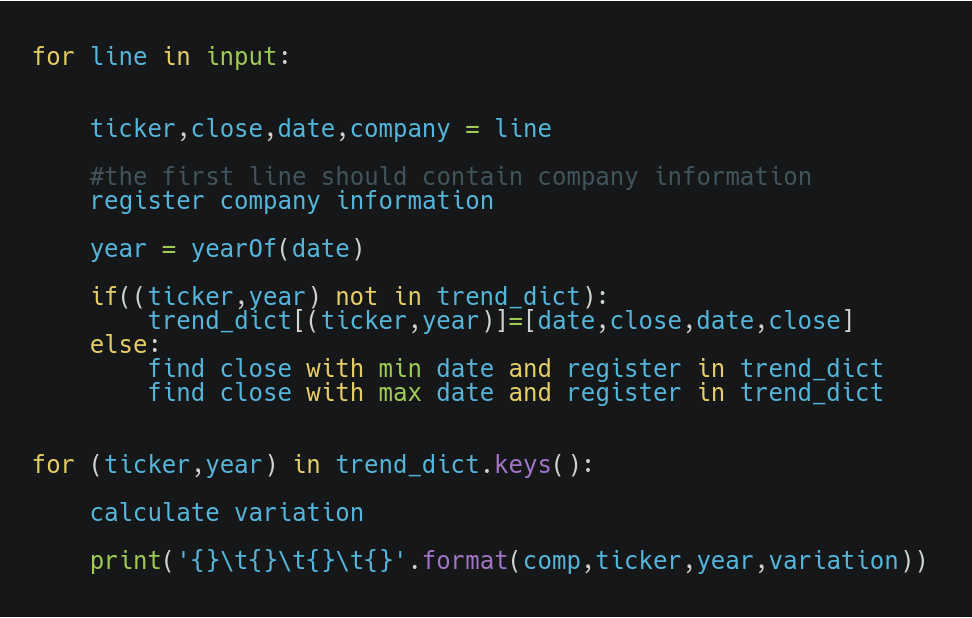 for line in input:
ticker,close,date,company = line
#the first line should contain company information
register company information
year = yearOf(date)
if((ticker,year) not in trend_dict):
trend_dict[(ticker,year)]=[date,close,date,close]
else:
find close with min date and register in trend_dict
find close with max date and register in trend_dict
for (ticker,year) in trend_dict.keys():
calculate variation
print('{}\t{}\t{}\t{}'.format(comp,ticker,year,variation))